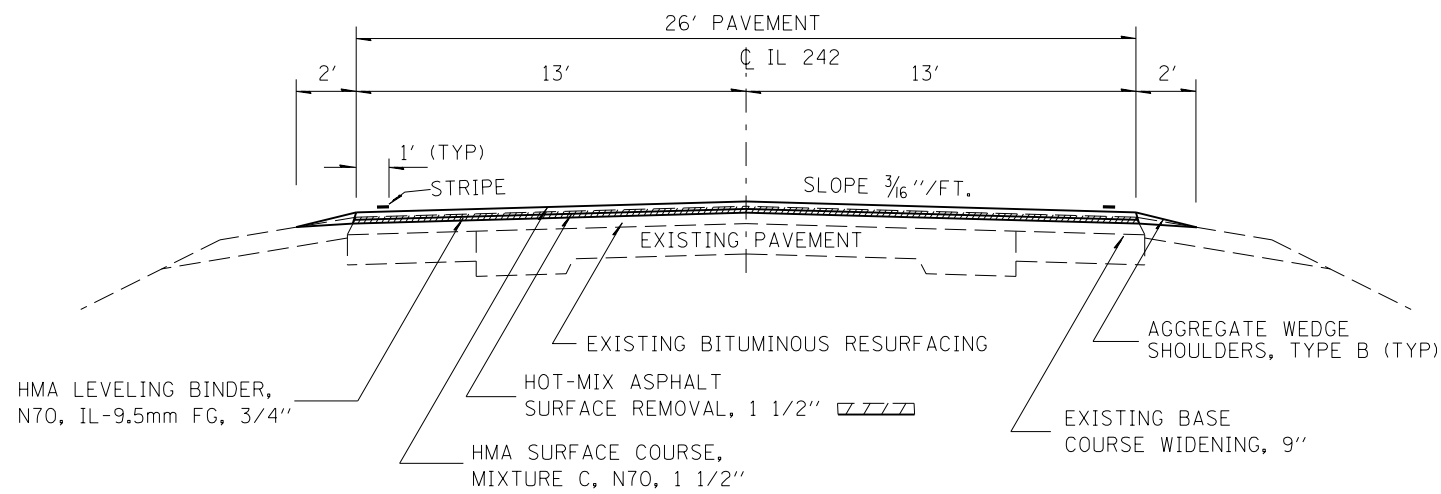 26' PAVEMENT
℄ IL 242
2'
13'
13'
2'
1' (TYP)
STRIPE
SLOPE 3/16"/FT.
EXISTING PAVEMENT
EXISTING BITUMINOUS RESURFACING
AGGREGATE WEDGE
SHOULDERS, TYPE B (TYP)
HMA LEVELING BINDER,
N70, IL-9.5mm FG, 3/4"
HOT-MIX ASPHALT
SURFACE REMOVAL, 1 1/2"
EXISTING BASE
COURSE WIDENING, 9"
HMA SURFACE COURSE,
MIXTURE C, N70, 1 1/2"